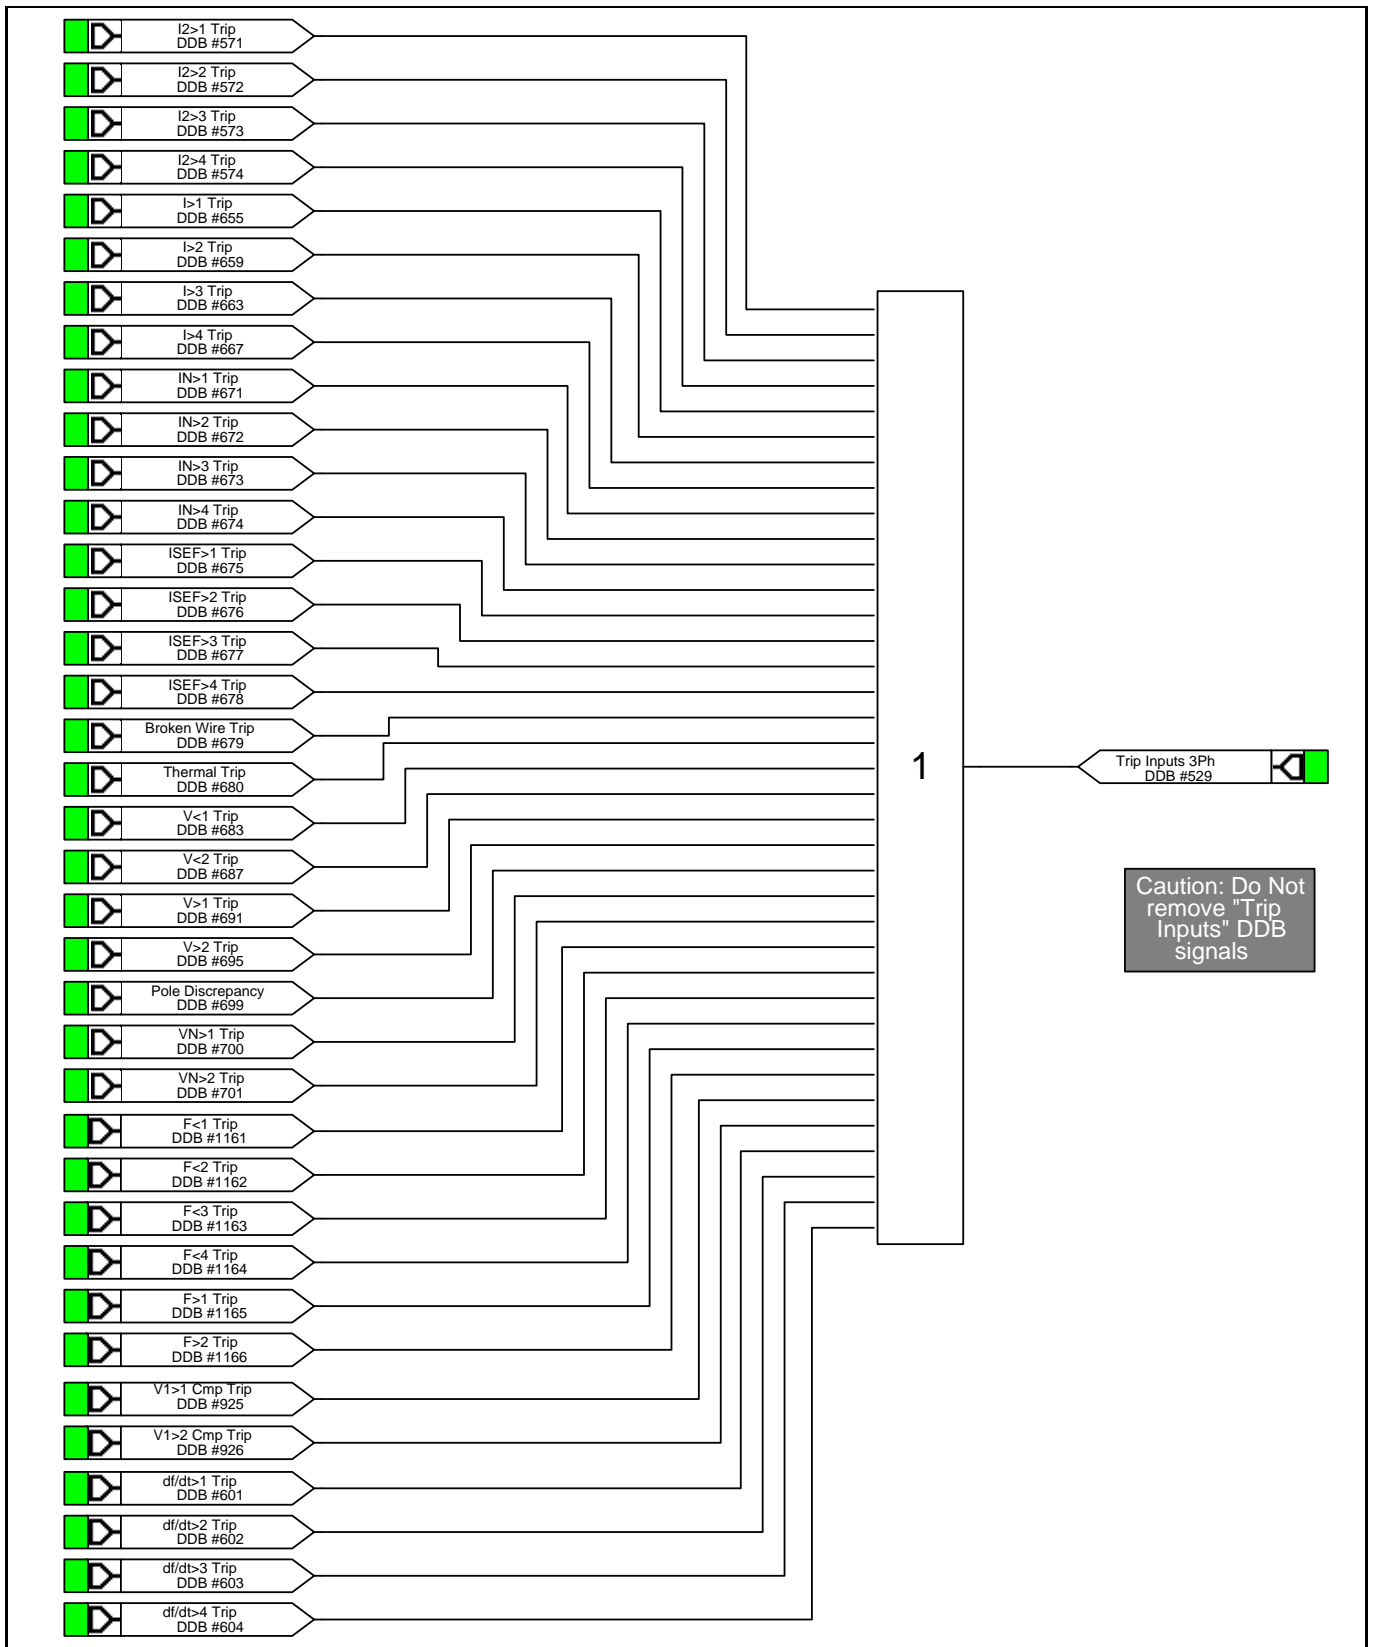 I2>1 Trip
DDB #571
I2>2 Trip
DDB #572
I2>3 Trip
DDB #573
I2>4 Trip
DDB #574
I>1 Trip
DDB #655
I>2 Trip
DDB #659
I>3 Trip
DDB #663
I>4 Trip
DDB #667
IN>1 Trip
DDB #671
IN>2 Trip
DDB #672
IN>3 Trip
DDB #673
IN>4 Trip
DDB #674
ISEF>1 Trip
DDB #675
ISEF>2 Trip
DDB #676
ISEF>3 Trip
DDB #677
ISEF>4 Trip
DDB #678
Broken Wire Trip
DDB #679
Thermal Trip
DDB #680
V<1 Trip
DDB #683
V<2 Trip
DDB #687
V>1 Trip
DDB #691
V>2 Trip
DDB #695
Pole Discrepancy
DDB #699
VN>1 Trip
DDB #700
VN>2 Trip
DDB #701
F<1 Trip
DDB #1161
F<2 Trip
DDB #1162
F<3 Trip
DDB #1163
F<4 Trip
DDB #1164
F>1 Trip
DDB #1165
F>2 Trip
DDB #1166
V1>1 Cmp Trip
DDB #925
V1>2 Cmp Trip
DDB #926
df/dt>1 Trip
DDB #601
df/dt>2 Trip
DDB #602
df/dt>3 Trip
DDB #603
df/dt>4 Trip
DDB #604
1
Trip Inputs 3Ph
DDB #529
Caution: Do Not
remove "Trip
Inputs" DDB
signals